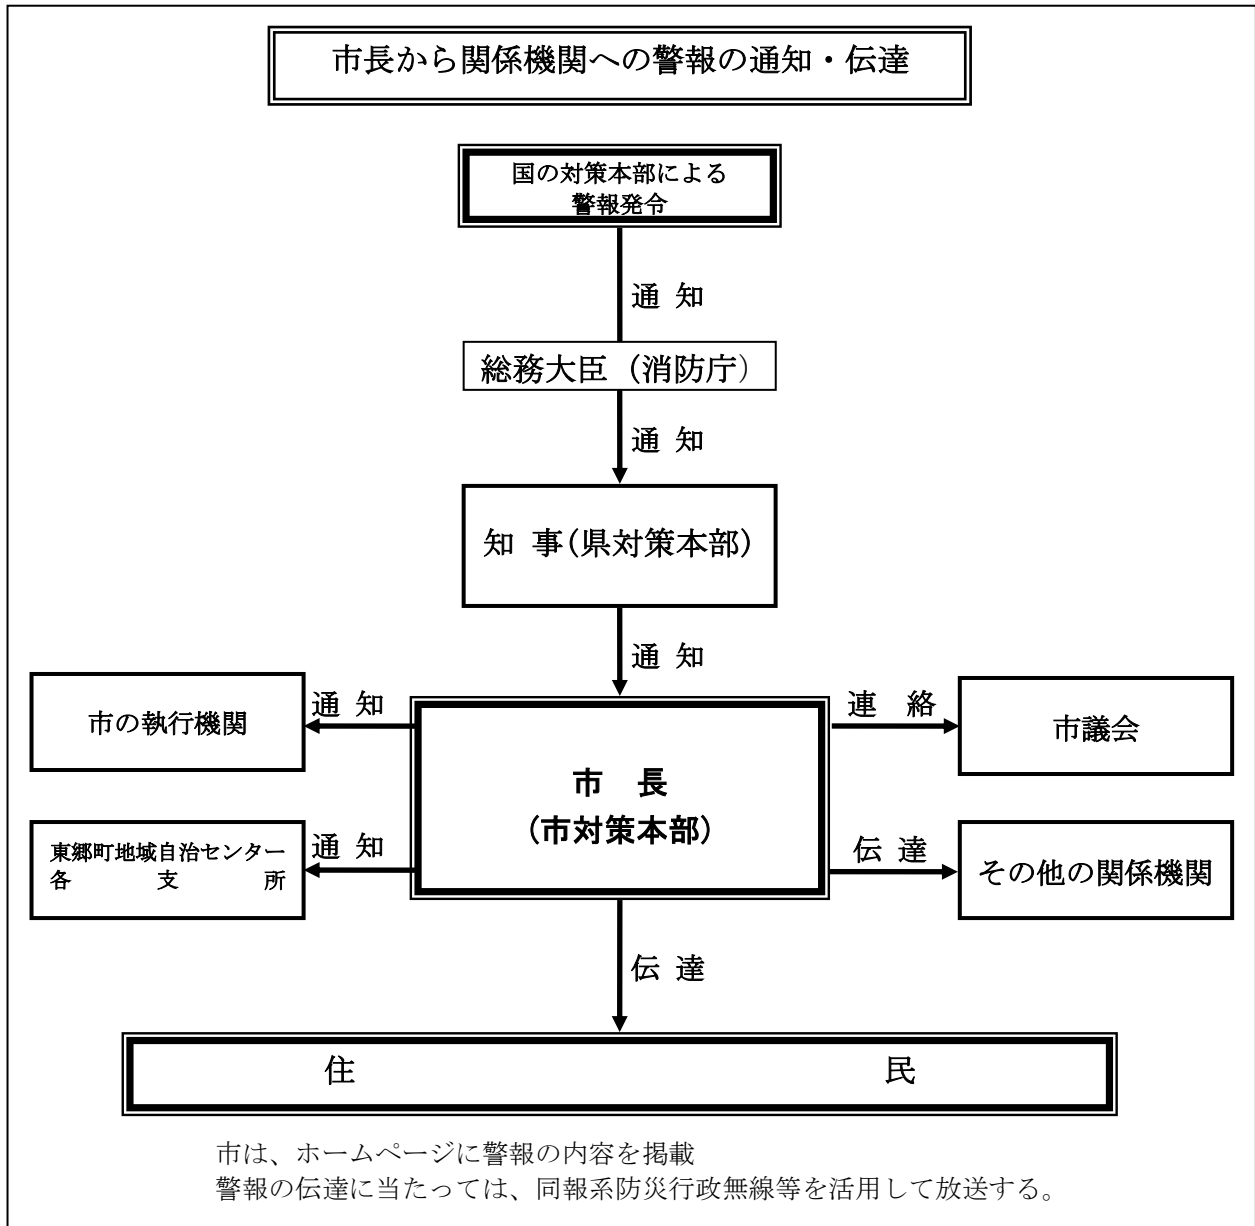 市長から関係機関への警報の通知・伝達
国の対策本部による
警報発令
通 知
総務大臣（消防庁）
通 知
知 事(県対策本部)
通 知
市の執行機関
通 知
連 絡
市議会
市 長
(市対策本部)
東郷町地域自治センター
各 支 所
通 知
伝 達
その他の関係機関
伝 達
住 民
市は、ホームページに警報の内容を掲載
警報の伝達に当たっては、同報系防災行政無線等を活用して放送する。